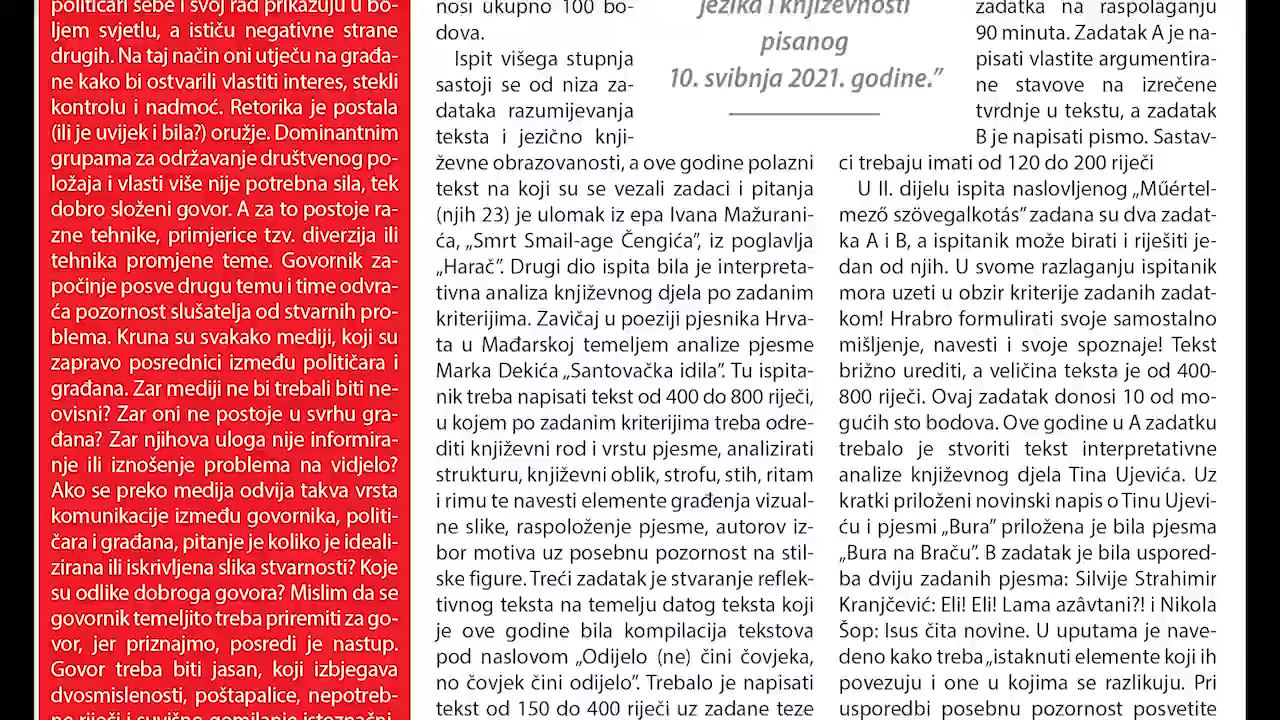 političari sebe i svoj rad prikazuju u bo-
ljem svjetlu, a ističu negativne strane
drugih. Na taj način oni utječu na građa-
ne kako bi ostvarili vlastiti interes, stekli
kontrolu i nadmoć. Retorika je postala
(ili je uvijek i bila?) oružje. Dominantnim
grupama za održavanje društvenog po-
ložaja i vlasti više nije potrebna sila, tek
dobro složeni govor. A za to postoje ra-
zne tehnike, primjerice tzv. diverzija ili
tehnika promjene teme. Govornik za-
počinje posve drugu temu i time odvra-
ća pozornost slušatelja od stvarnih pro-
blema. Kruna su svakako mediji, koji su
zapravo posrednici između političara i
građana. Zar mediji ne bi trebali biti ne-
ovisni? Zar oni ne postoje u svrhu gra-
đana? Zar njihova uloga nije informira-
nje ili iznošenje problema na vidjelo?
Ako se preko medija odvija takva vrsta
komunikacije između govornika, politi-
čara i građana, pitanje je koliko je ideali-
zirana ili iskrivljena slika stvarnosti? Koje
su odlike dobroga govora? Mislim da se
govornik temeljito treba priremiti za go-
vor, jer priznajmo, posredi je nastup.
Govor treba biti jasan, koji izbjegava
dvosmislenosti, poštapalice, nepotreb-
ne riječi i suvišno gomilanje istoznačni-
nosi ukupno 100 bo-
dova.
Ispit višega stupnja
sastoji se od niza za-
dataka razumijevanja
teksta i jezično knji-
ževne obrazovanosti, a ove godine polazni
tekst na koji su se vezali zadaci i pitanja
(njih 23) je ulomak iz epa Ivana Mažurani-
ća, „Smrt Smail-age Čengića”, iz poglavlja
„Harač”. Drugi dio ispita bila je interpreta-
tivna analiza književnog djela po zadanim
kriterijima. Zavičaj u poeziji pjesnika Hrva-
ta u Mađarskoj temeljem analize pjesme
Marka Dekića „Santovačka idila”. Tu ispita-
nik treba napisati tekst od 400 do 800 riječi,
u kojem po zadanim kriterijima treba odre-
diti književni rod i vrstu pjesme, analizirati
strukturu, književni oblik, strofu, stih, ritam
i rimu te navesti elemente građenja vizual-
ne slike, raspoloženje pjesme, autorov iz-
bor motiva uz posebnu pozornost na stil-
ske figure. Treći zadatak je stvaranje reflek-
tivnog teksta na temelju datog teksta koji
je ove godine bila kompilacija tekstova
pod naslovom „Odijelo (ne) čini čovjeka,
no čovjek čini odijelo”. Trebalo je napisati
tekst od 150 do 400 riječi uz zadane teze
jezika i književnosti
pisanog
10. svibnja 2021. godine.”
zadatka na raspolaganju
90 minuta. Zadatak A je na-
pisati vlastite argumentira-
ne stavove na izrečene
tvrdnje u tekstu, a zadatak
B je napisati pismo. Sastav-
ci trebaju imati od 120 do 200 riječi
U II. dijelu ispita naslovljenog „Műértel-
mező szövegalkotás” zadana su dva zadat-
ka A i B, a ispitanik može birati i riješiti je-
dan od njih. U svome razlaganju ispitanik
mora uzeti u obzir kriterije zadanih zadat-
kom! Hrabro formulirati svoje samostalno
mišljenje, navesti i svoje spoznaje! Tekst
brižno urediti, a veličina teksta je od 400-
800 riječi. Ovaj zadatak donosi 10 od mo-
gućih sto bodova. Ove godine u A zadatku
trebalo je stvoriti tekst interpretativne
analize književnog djela Tina Ujevića. Uz
kratki priloženi novinski napis o Tinu Ujevi-
ću i pjesmi „Bura” priložena je bila pjesma
„Bura na Braču”. B zadatak je bila uspored-
ba dviju zadanih pjesma: Silvije Strahimir
Kranjčević: Eli! Eli! Lama azâvtani?! i Nikola
Šop: Isus čita novine. U uputama je nave-
deno kako treba „istaknuti elemente koji ih
povezuju i one u kojima se razlikuju. Pri
usporedbi posebnu pozornost posvetite